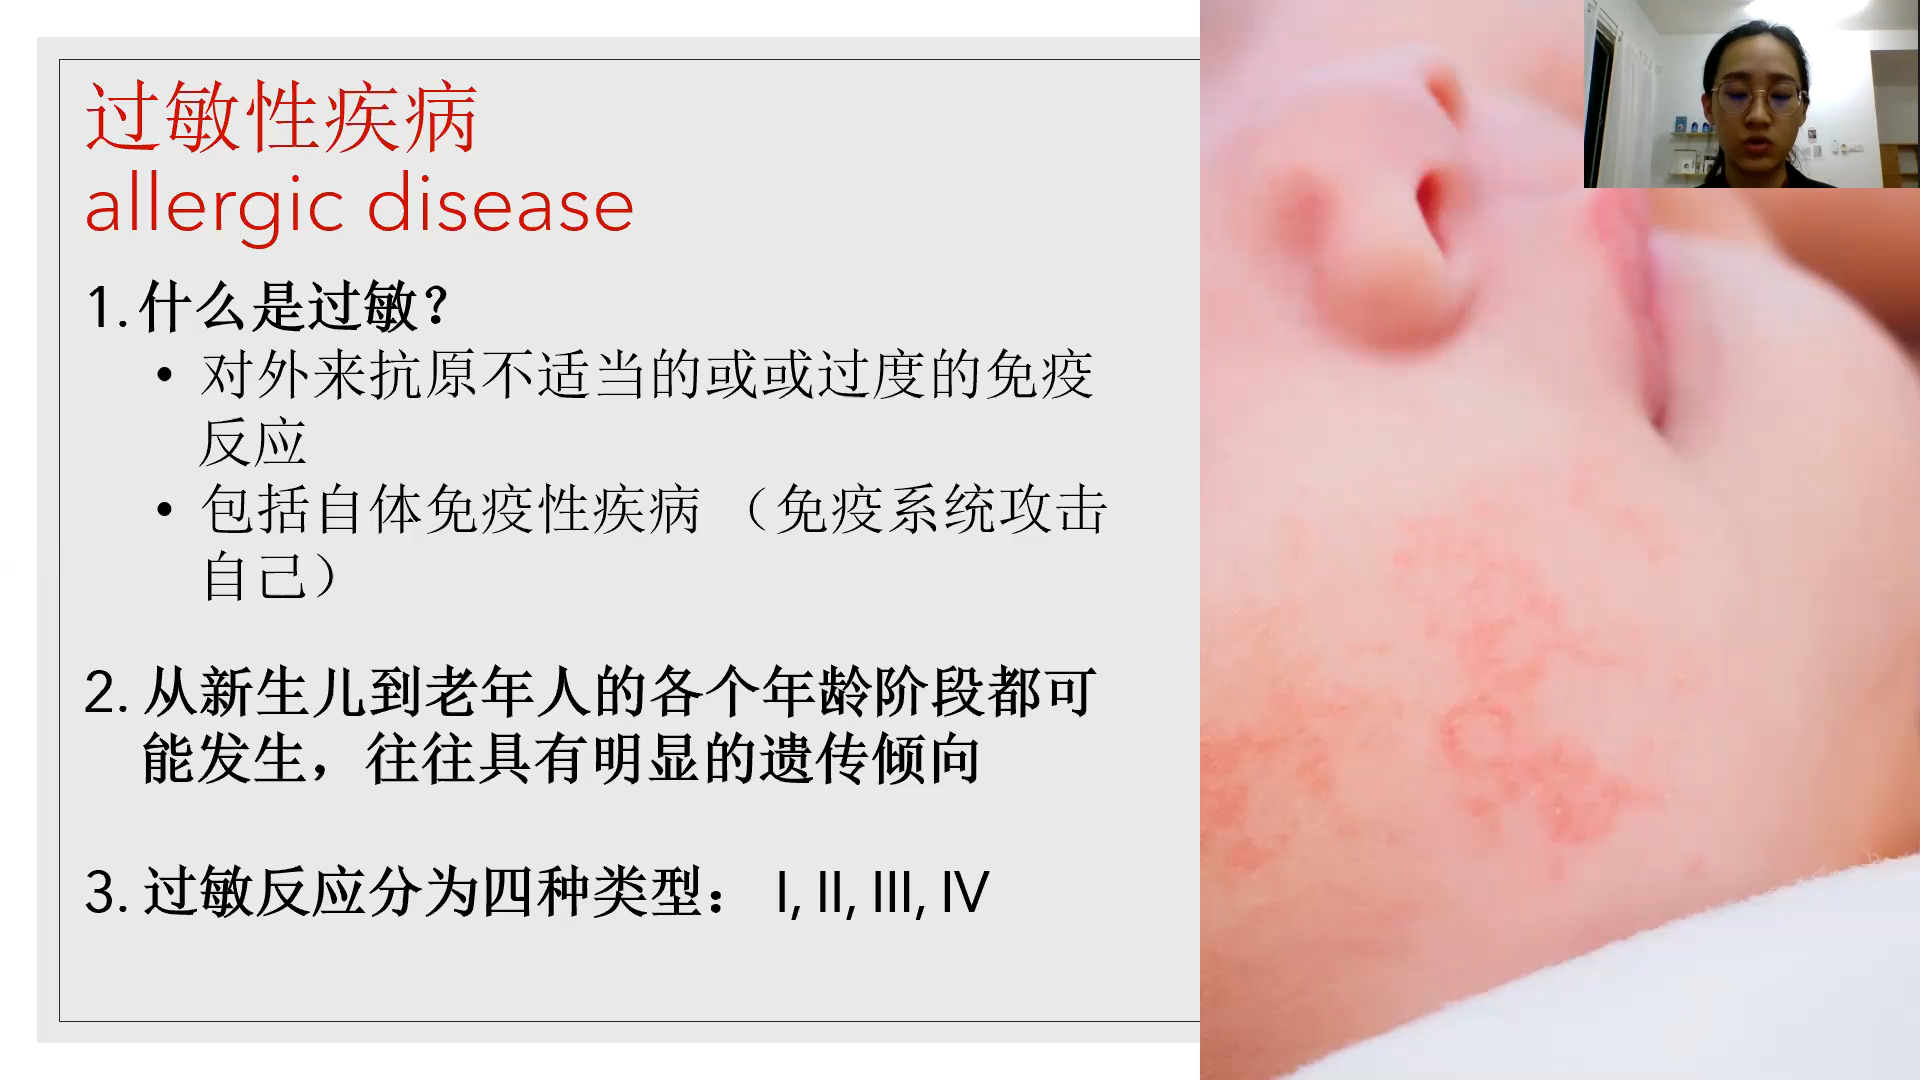 过敏性疾病
allergic disease
1. 什么是过敏？
• 对外来抗原不适当的或或过度的免疫
反应
• 包括自体免疫性疾病 （免疫系统攻击
自己）
2. 从新生儿到老年人的各个年龄阶段都可
能发生，往往具有明显的遗传倾向
3. 过敏反应分为四种类型： I, II, III, IV